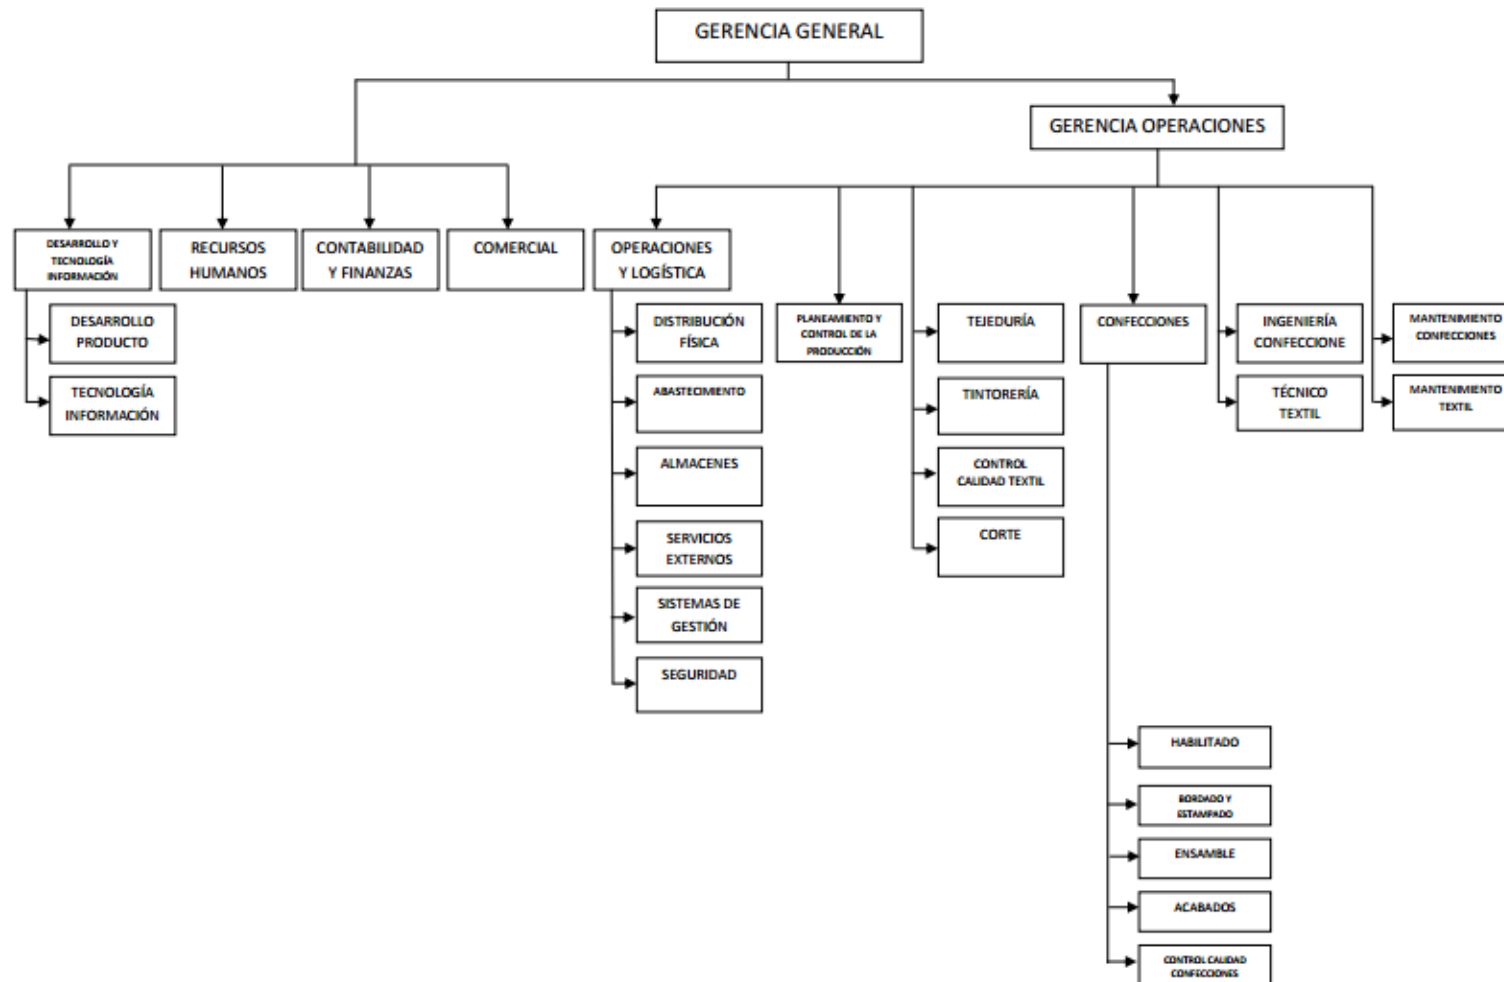 GERENCIA GENERAL
GERENCIA OPERACIONES
DESARROLLO Y
TECNOLOGÍA
INFORMACIÓN
RECURSOS
HUMANOS
CONTABILIDAD
Y FINANZAS
COMERCIAL
OPERACIONES
Y LOGÍSTICA
DESARROLLO
PRODUCTO
TECNOLOGÍA
INFORMACIÓN
DISTRIBUCIÓN
FÍSICA
ABASTECIMIENTO
ALMACENES
SERVICIOS
EXTERNOS
SISTEMAS DE
GESTIÓN
SEGURIDAD
PLANEAMIENTO Y
CONTROL DE LA
PRODUCCIÓN
TEJEDURÍA
TINTORERÍA
CONTROL
CALIDAD TEXTIL
CORTE
CONFECCIONES
HABILITADO
BORDADO Y
ESTAMPADO
ENSAMBLE
ACABADOS
CONTROL CALIDAD
CONFECCIONES
INGENIERÍA
CONFECCIONE
TÉCNICO
TEXTIL
MANTENIMIENTO
CONFECCIONES
MANTENIMIENTO
TEXTIL